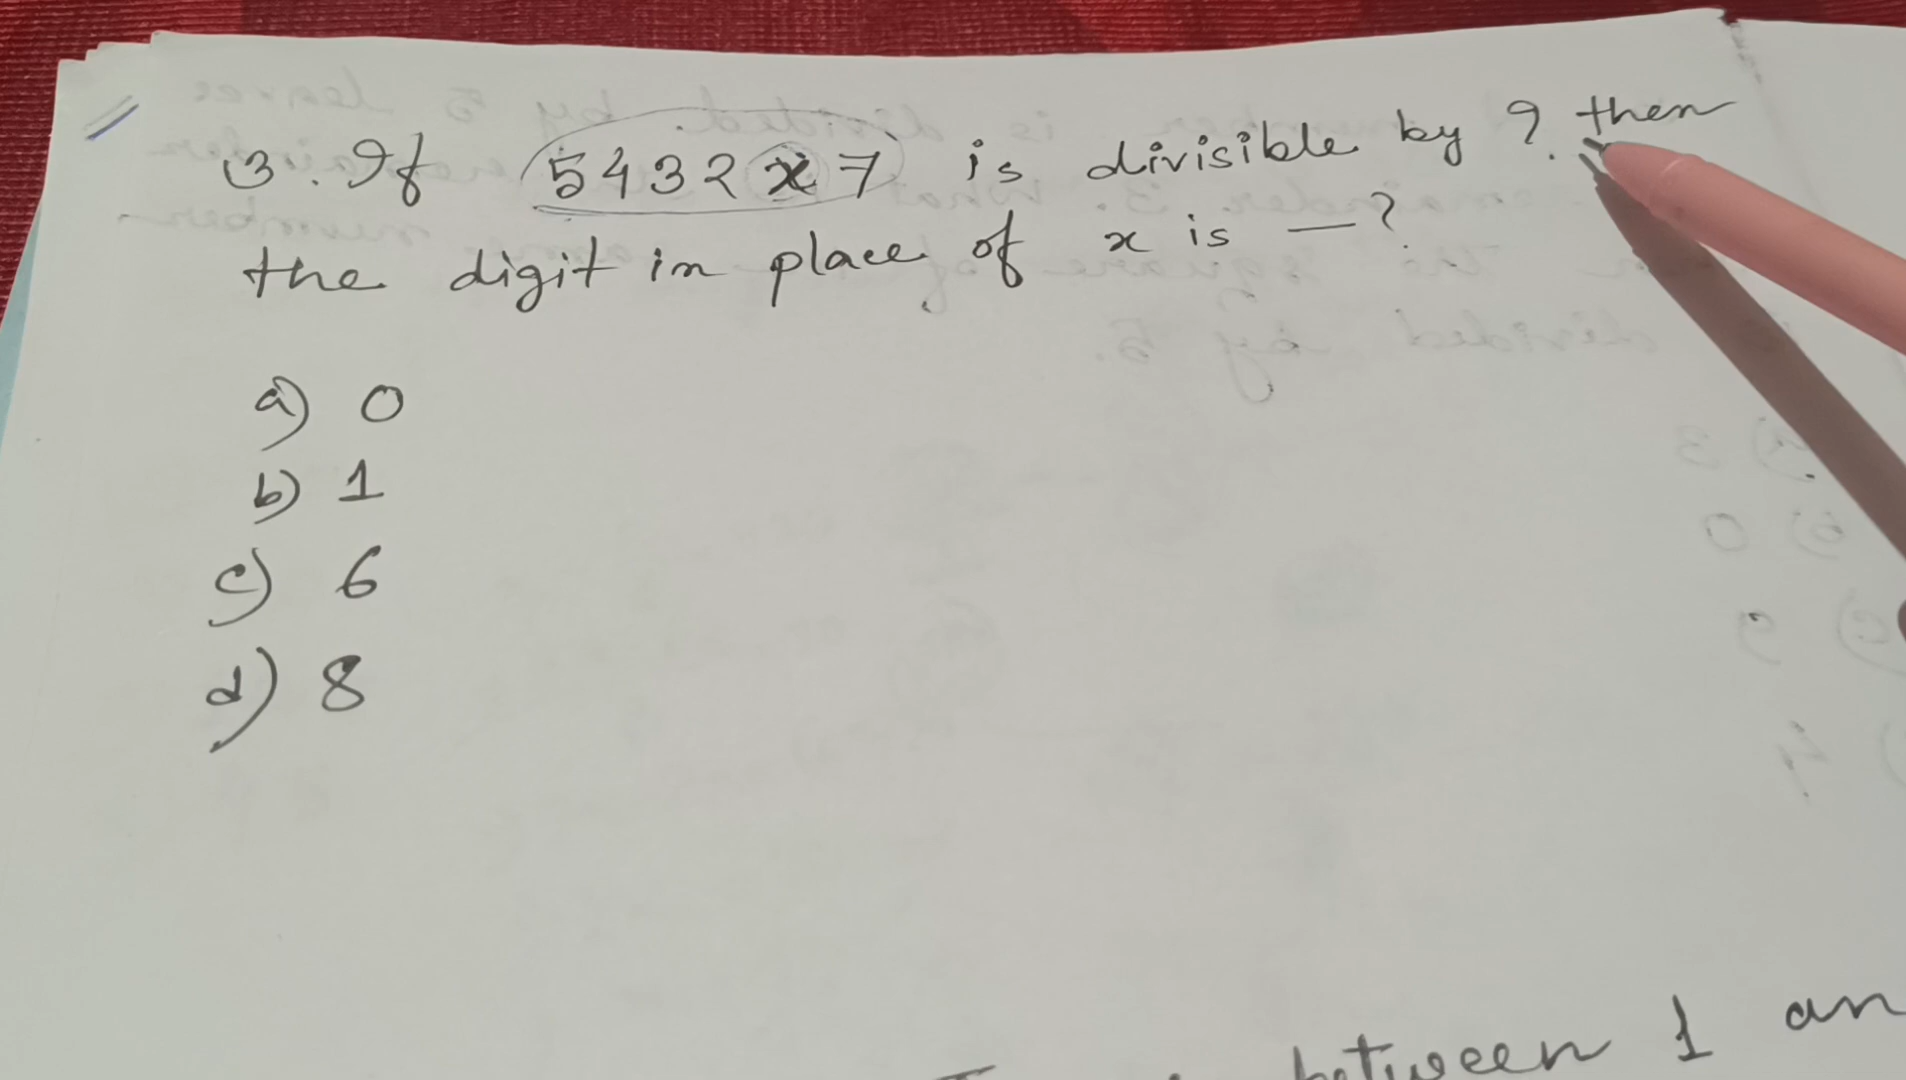 3. If 5432x7 is divisible by 9. then
the digit in place of x is — ?
a) 0
b) 1
c) 6
d) 8
between 1 an